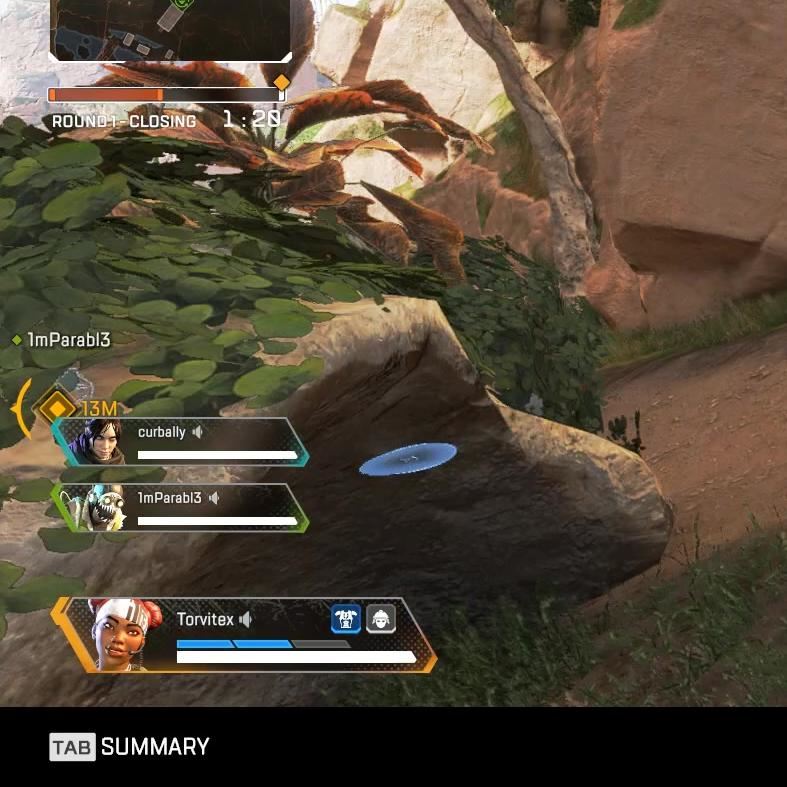 ROUND 1 - CLOSING 1:20
1mParabl3
13M
curbally
1mParabl3
Torvitex
TAB SUMMARY